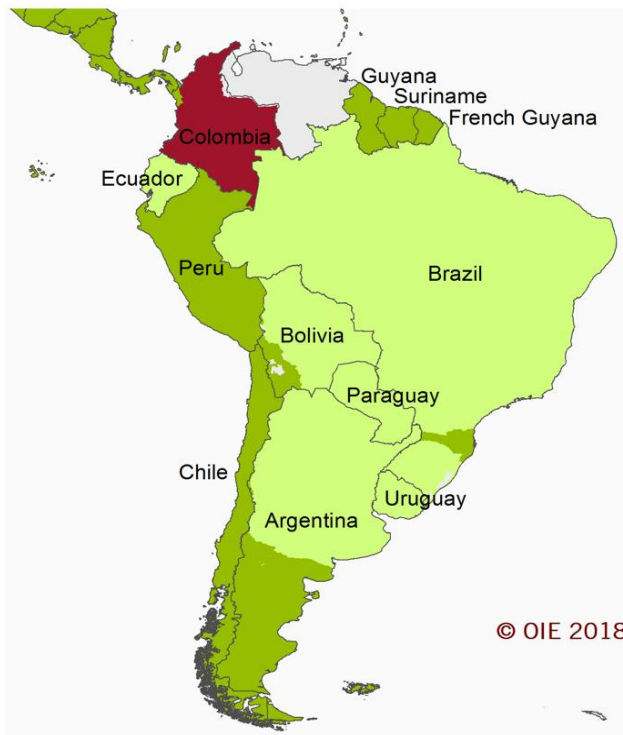 Guyana
Suriname
French Guyana
Colombia
Ecuador
Peru
Brazil
Bolivia
Paraguay
Chile
Uruguay
Argentina
© OIE 2018